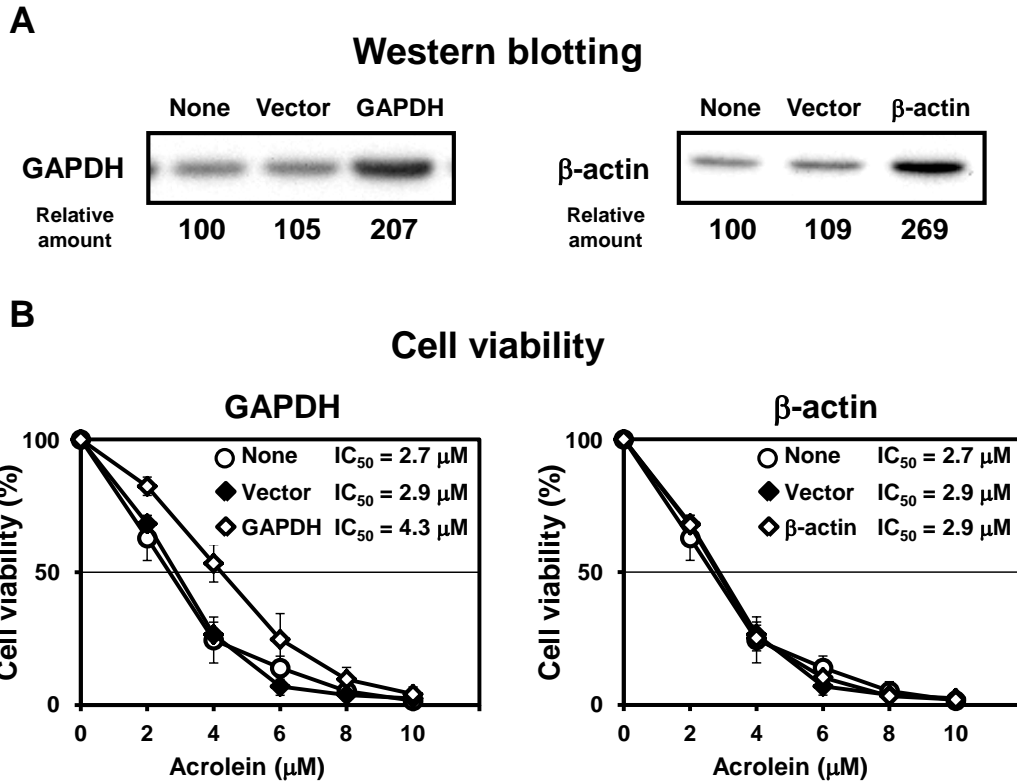 A
Western blotting
None Vector GAPDH
GAPDH
Relative
amount
100 105 207
None Vector β-actin
β-actin
Relative
amount
100 109 269
B
Cell viability
GAPDH
Cell viability (%)
100
50
0
None IC50 = 2.7 μM
Vector IC50 = 2.9 μM
GAPDH IC50 = 4.3 μM
0 2 4 6 8 10
Acrolein (μM)
β-actin
Cell viability (%)
100
50
0
None IC50 = 2.7 μM
Vector IC50 = 2.9 μM
β-actin IC50 = 2.9 μM
0 2 4 6 8 10
Acrolein (μM)